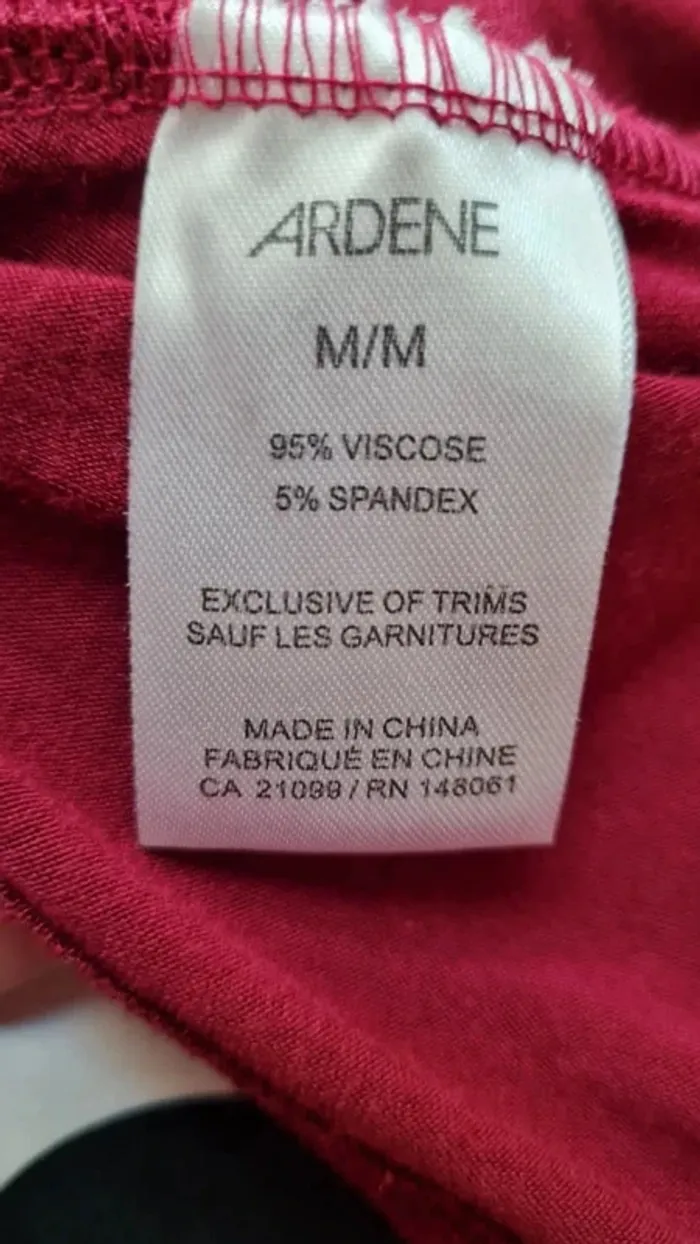 ARDENE
M/M
95% VISCOSE
5% SPANDEX
EXCLUSIVE OF TRIMS
SAUF LES GARNITURES
MADE IN CHINA
FABRIQUÉ EN CHINE
CA 21099 / RN 148061